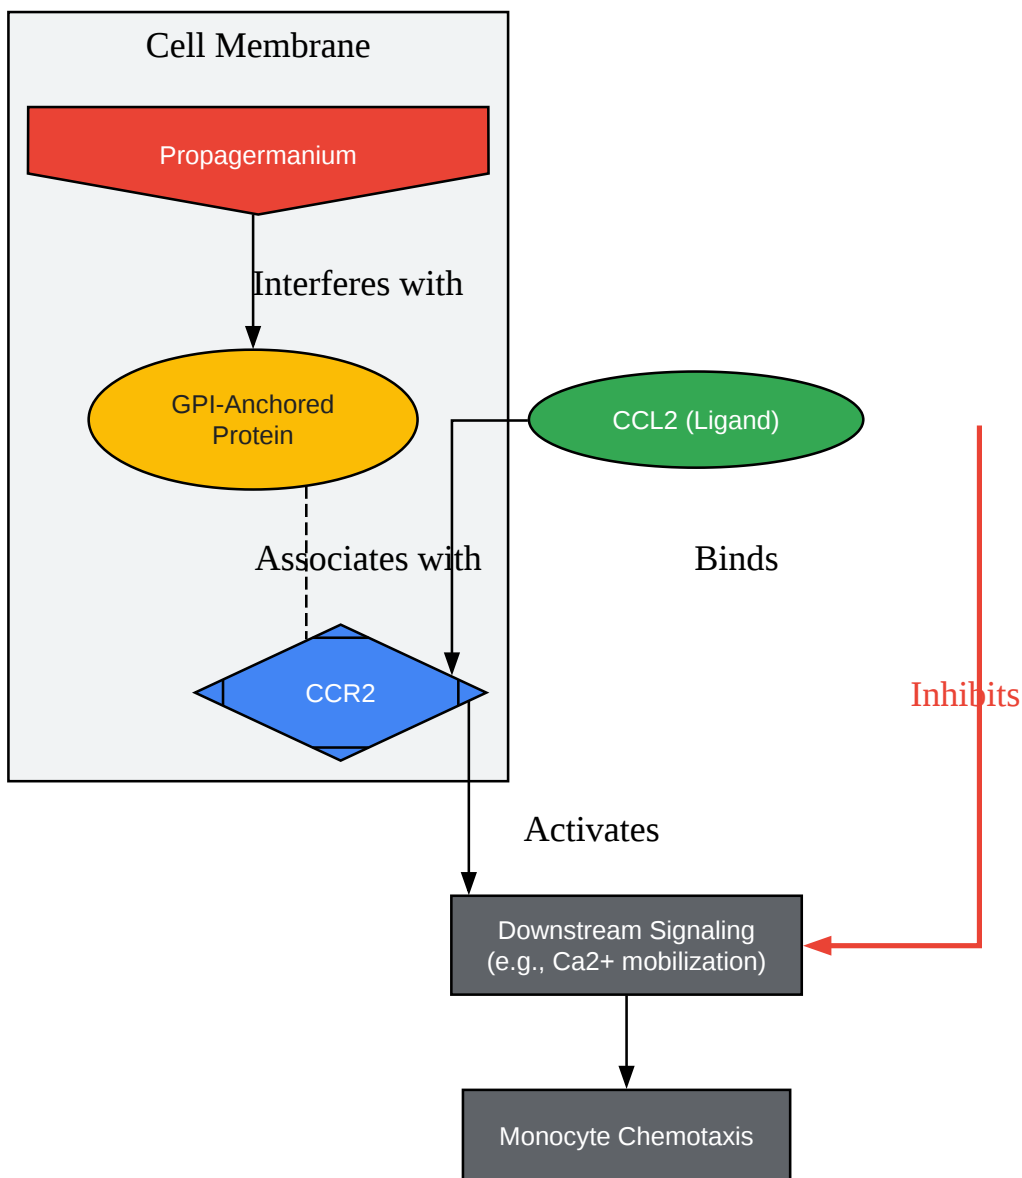 Cell Membrane
Propagermanium
Interferes with
GPI-Anchored
Protein
CCL2 (Ligand)
Associates with
Binds
CCR2
Inhibits
Activates
Downstream Signaling
(e.g., Ca2+ mobilization)
Monocyte Chemotaxis